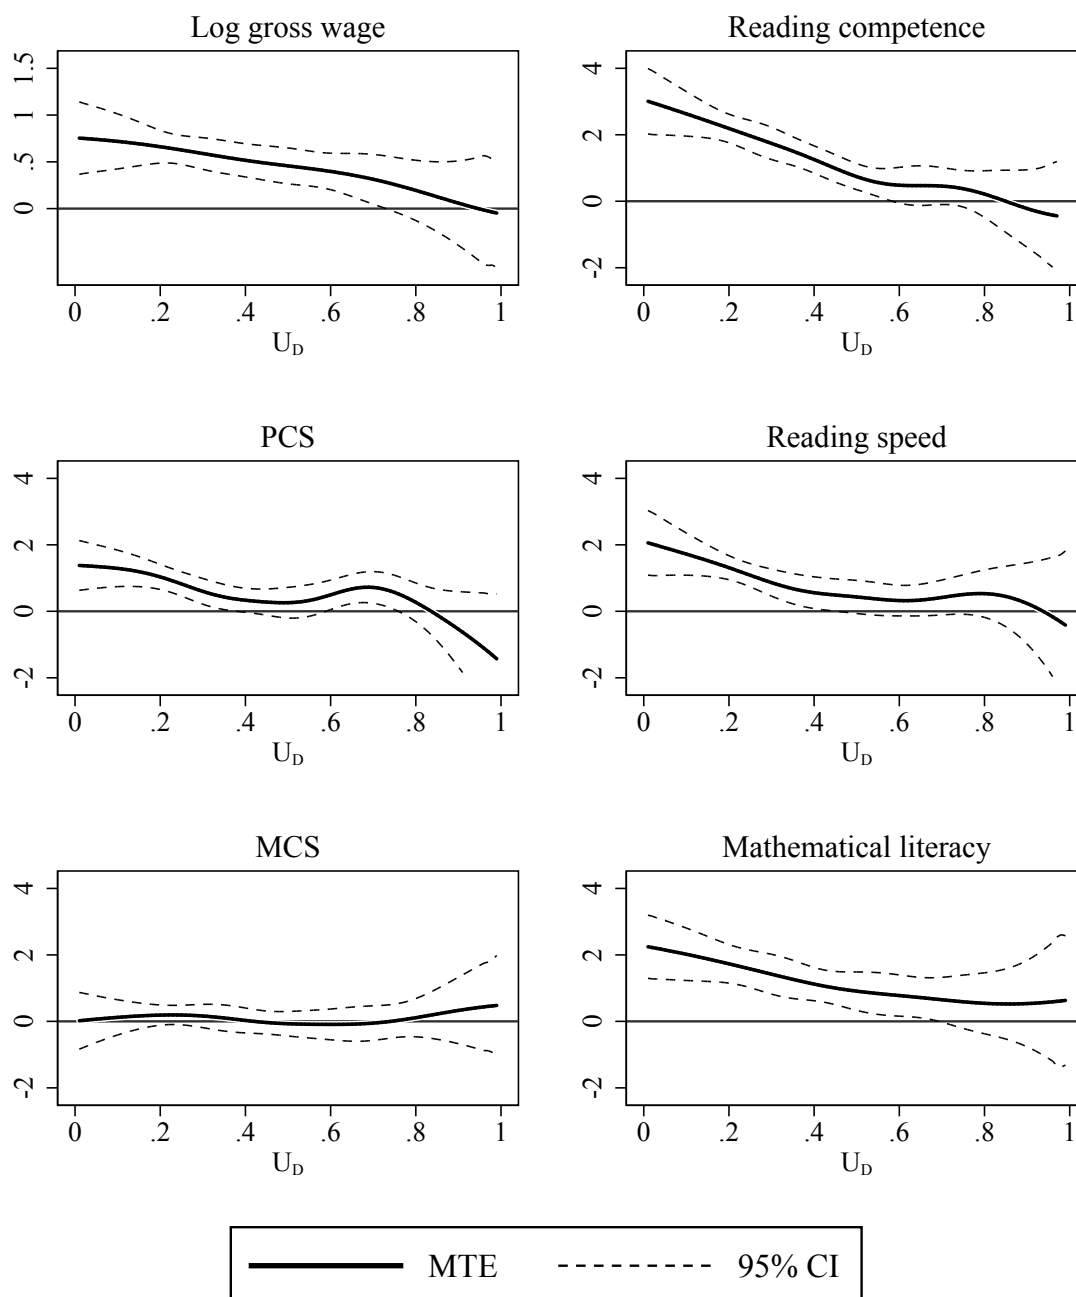 Log gross wage
1.5
1
.5
0
0 .2 .4 .6 .8 1
U_D
Reading competence
4
2
0
-2
0 .2 .4 .6 .8 1
U_D
PCS
4
2
0
-2
0 .2 .4 .6 .8 1
U_D
Reading speed
4
2
0
-2
0 .2 .4 .6 .8 1
U_D
MCS
4
2
0
-2
0 .2 .4 .6 .8 1
U_D
Mathematical literacy
4
2
0
-2
0 .2 .4 .6 .8 1
U_D
MTE 95% CI